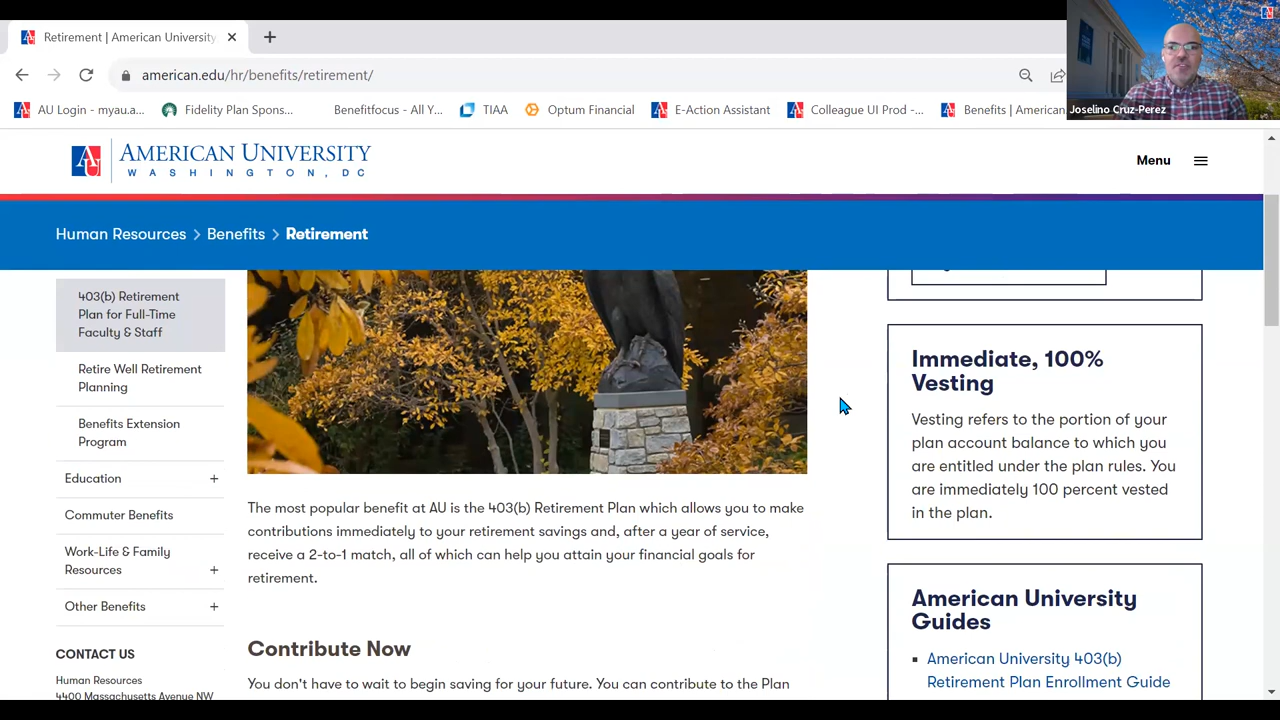 Retirement | American University,
american.edu/hr/benefits/retirement/
AU Login - myau.a...
Fidelity Plan Spons...
Benefitfocus - All Y...
TIAA
Optum Financial
E-Action Assistant
Colleague UI Prod -...
Benefits | American
Joselino Cruz-Perez
AU
AMERICAN UNIVERSITY
WASHINGTON, DC
Menu
Human Resources > Benefits > Retirement
403(b) Retirement
Plan for Full-Time
Faculty & Staff
Retire Well Retirement
Planning
Benefits Extension
Program
Education +
Commuter Benefits
Work-Life & Family
Resources +
Other Benefits +
CONTACT US
Human Resources
4400 Massachusetts Avenue NW
The most popular benefit at AU is the 403(b) Retirement Plan which allows you to make
contributions immediately to your retirement savings and, after a year of service,
receive a 2-to-1 match, all of which can help you attain your financial goals for
retirement.
Contribute Now
You don't have to wait to begin saving for your future. You can contribute to the Plan
Immediate, 100%
Vesting
Vesting refers to the portion of your
plan account balance to which you
are entitled under the plan rules. You
are immediately 100 percent vested
in the plan.
American University
Guides
American University 403(b)
Retirement Plan Enrollment Guide